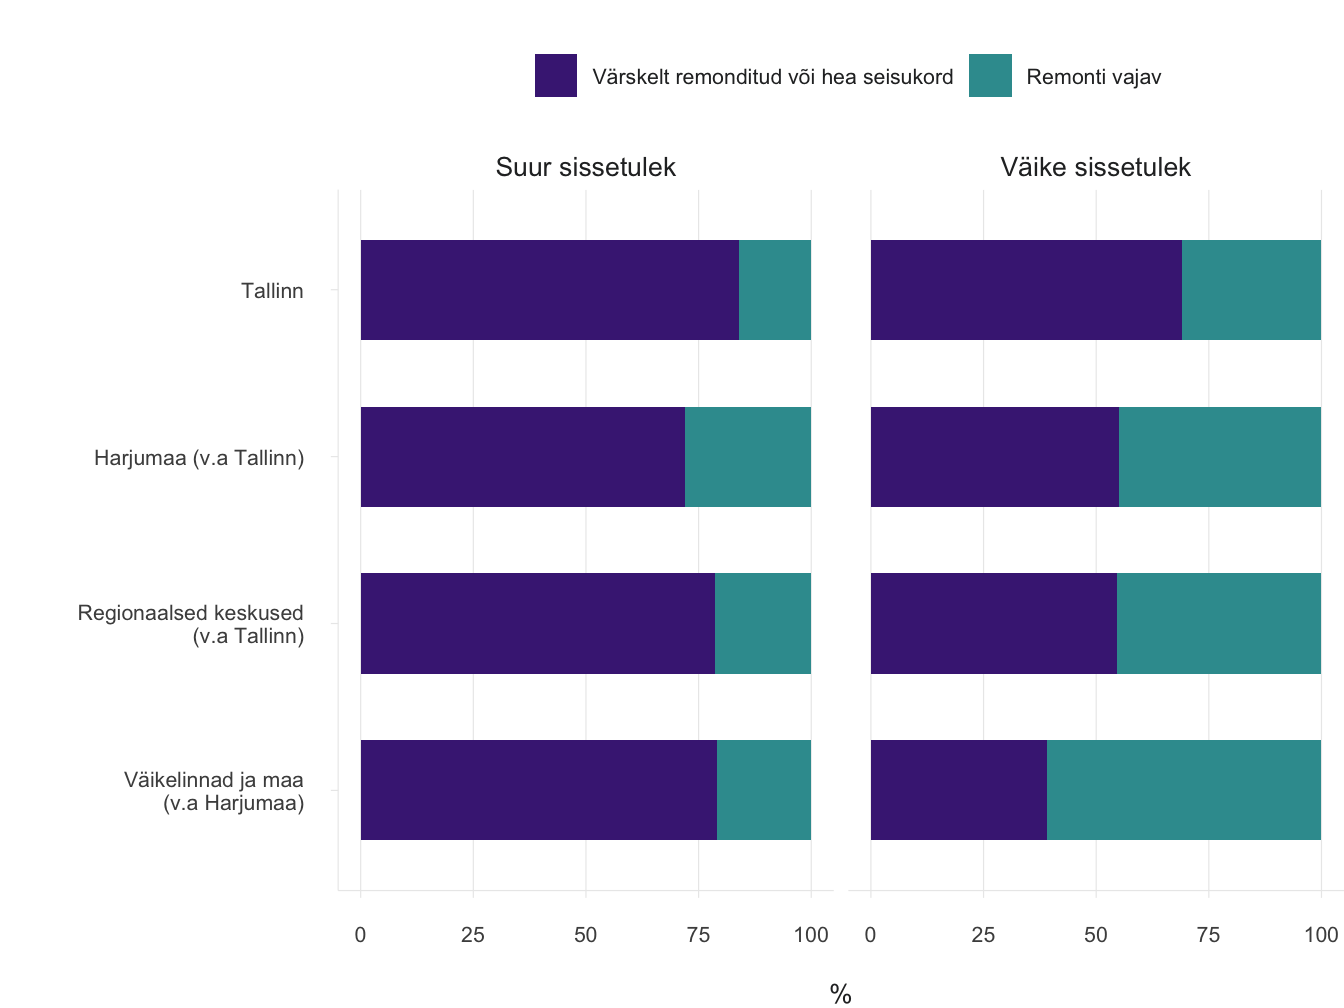 Värskelt remonditud või hea seisukord
Remonti vajav
Suur sissetulek
Väike sissetulek
Tallinn
Harjumaa (v.a Tallinn)
Regionaalsed keskused
(v.a Tallinn)
Väikelinnad ja maa
(v.a Harjumaa)
0 25 50 75 100
0 25 50 75 100
%